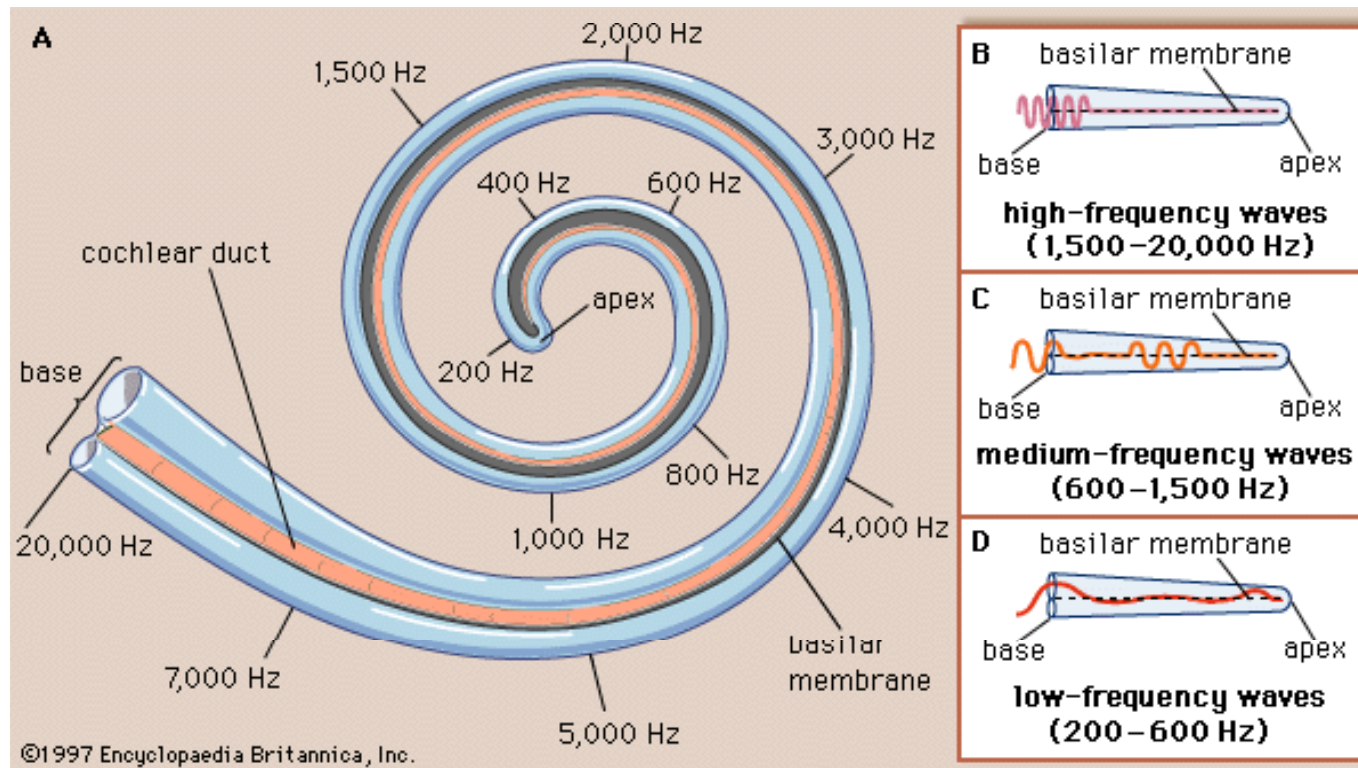 A
2,000 Hz
1,500 Hz
3,000 Hz
400 Hz
600 Hz
cochlear duct
apex
200 Hz
base
800 Hz
20,000 Hz
1,000 Hz
4,000 Hz
basilar
membrane
7,000 Hz
5,000 Hz
©1997 Encyclopaedia Britannica, Inc.
B
basilar membrane
base
apex
high-frequency waves
(1,500-20,000 Hz)
C
basilar membrane
base
apex
medium-frequency waves
(600-1,500 Hz)
D
basilar membrane
base
apex
low-frequency waves
(200-600 Hz)